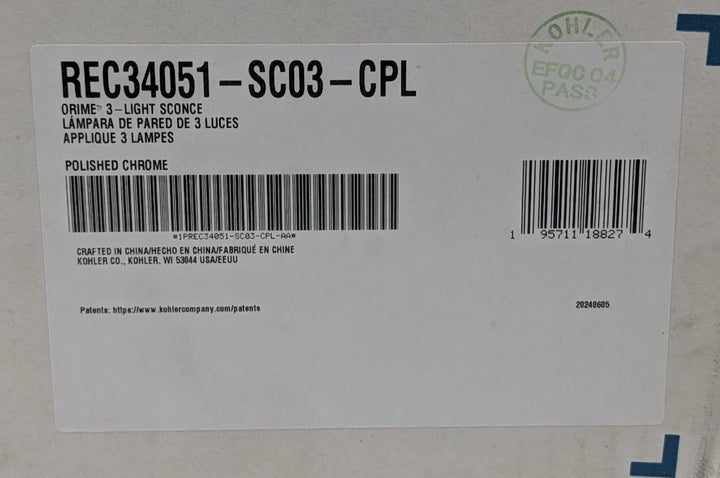 KOHLER
EFQC 04
PASS
REC34051-SC03-CPL
ORIME™ 3-LIGHT SCONCE
LÁMPARA DE PARED DE 3 LUCES
APPLIQUE 3 LAMPES
POLISHED CHROME
*1PREC34051-SC03-CPL-AA*
1 95711 18827 4
CRAFTED IN CHINA/HECHO EN CHINA/FABRIQUÉ EN CHINE
KOHLER CO., KOHLER, WI 53044 USA/EEUU
Patents: https://www.kohlercompany.com/patents
20240605